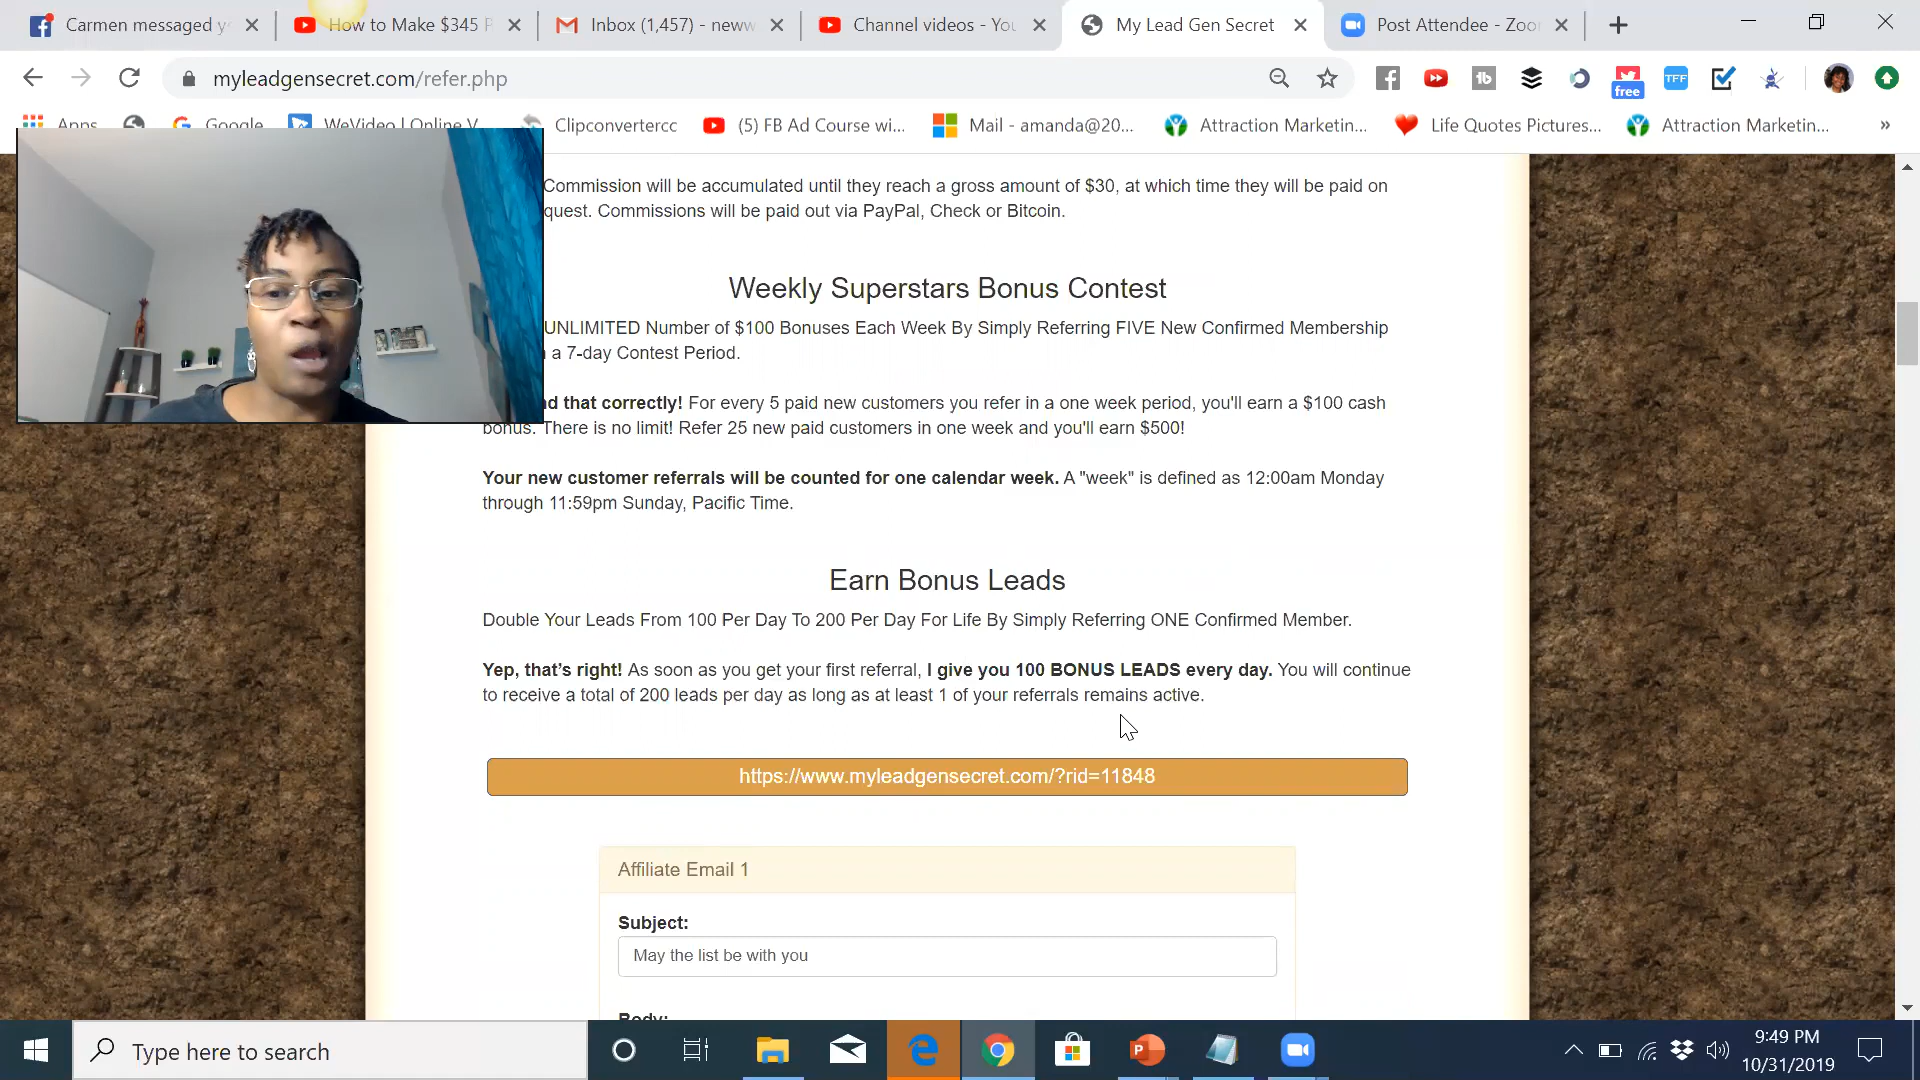 Carmen messaged y
How to Make $345 P
Inbox (1,457) - neww
Channel videos - You
My Lead Gen Secret
Post Attendee - Zoo
myleadgensecret.com/refer.php
free
TFF
Apps
Google
WeVideo | Online V
Clipconvertercc
(5) FB Ad Course wi...
Mail - amanda@20...
Attraction Marketin...
Life Quotes Pictures...
Attraction Marketin...
Commission will be accumulated until they reach a gross amount of $30, at which time they will be paid on
quest. Commissions will be paid out via PayPal, Check or Bitcoin.
Weekly Superstars Bonus Contest
UNLIMITED Number of $100 Bonuses Each Week By Simply Referring FIVE New Confirmed Membership
a 7-day Contest Period.
nd that correctly! For every 5 paid new customers you refer in a one week period, you'll earn a $100 cash
bonus. There is no limit! Refer 25 new paid customers in one week and you'll earn $500!
Your new customer referrals will be counted for one calendar week. A "week" is defined as 12:00am Monday
through 11:59pm Sunday, Pacific Time.
Earn Bonus Leads
Double Your Leads From 100 Per Day To 200 Per Day For Life By Simply Referring ONE Confirmed Member.
Yep, that's right! As soon as you get your first referral, I give you 100 BONUS LEADS every day. You will continue
to receive a total of 200 leads per day as long as at least 1 of your referrals remains active.
https://www.myleadgensecret.com/?rid=11848
Affiliate Email 1
Subject:
May the list be with you
Body:
Type here to search
9:49 PM
10/31/2019